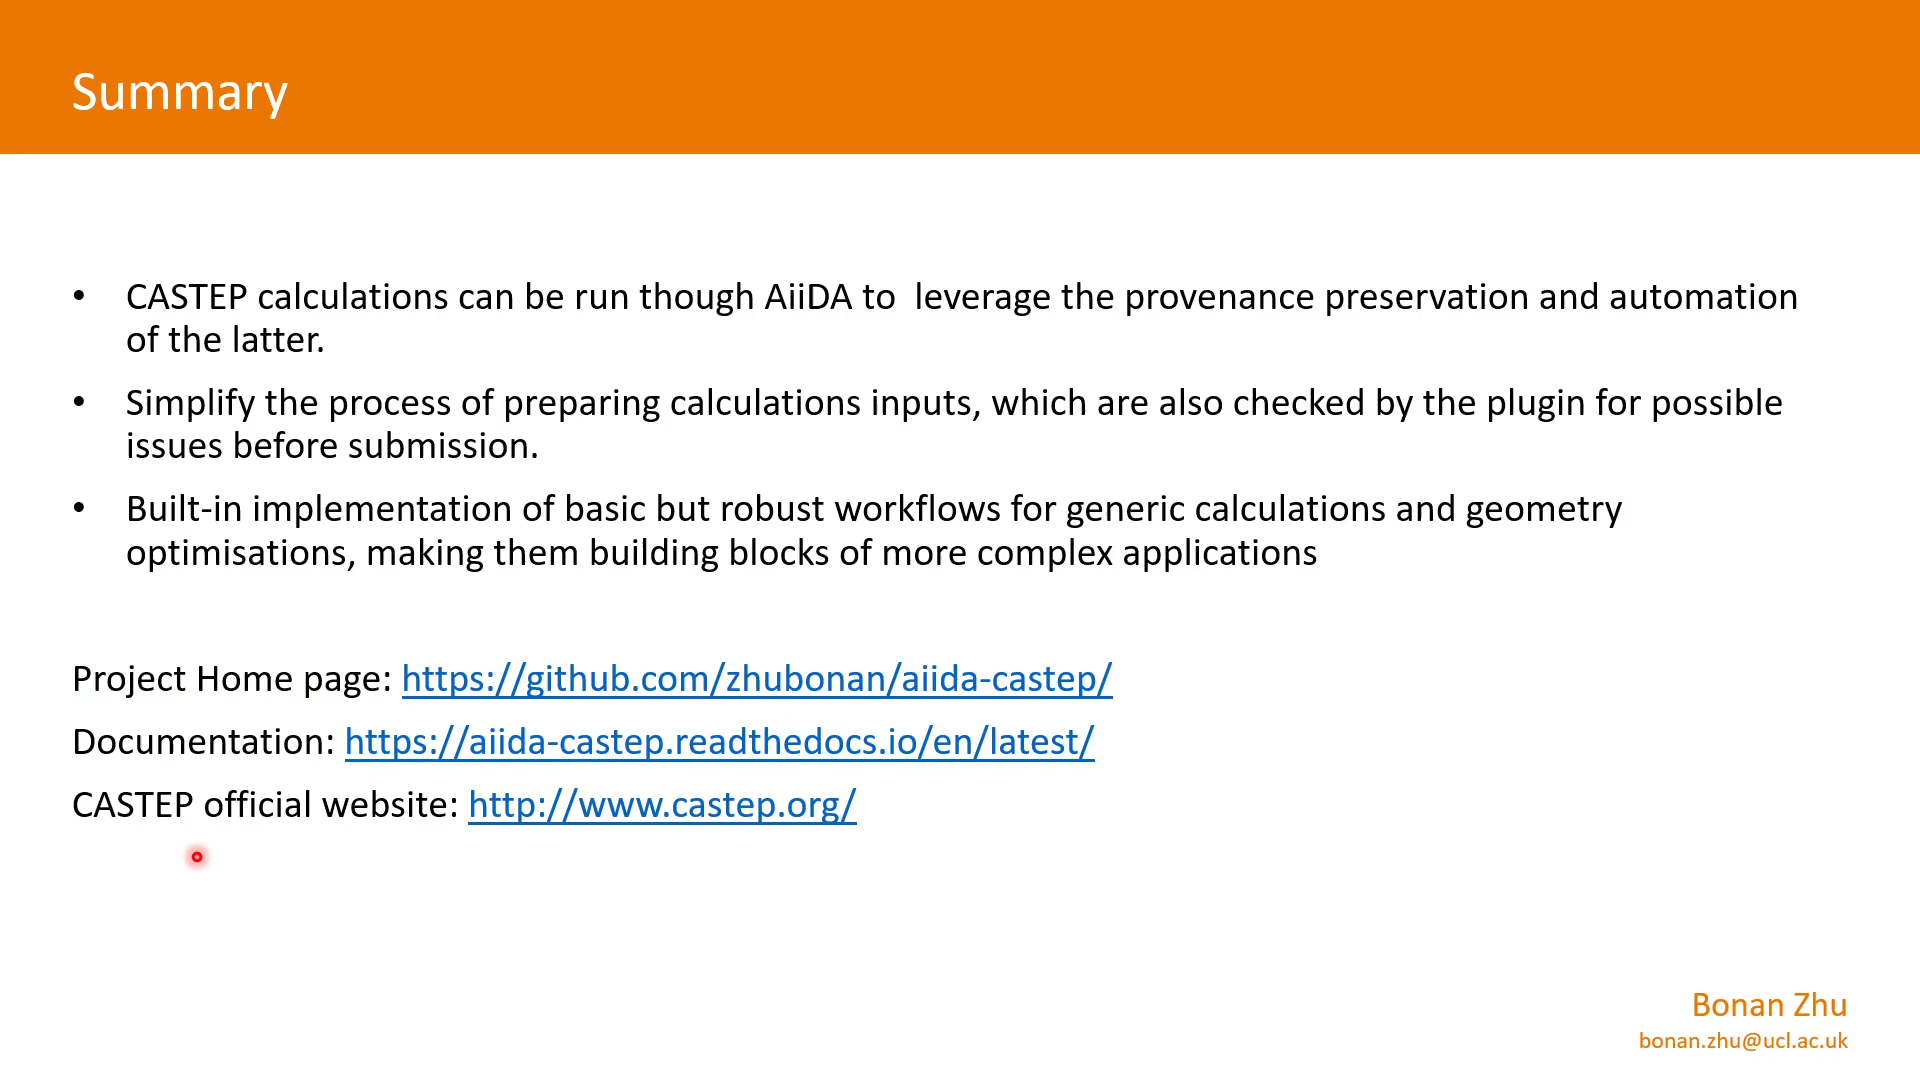 Summary
• CASTEP calculations can be run though AiiDA to  leverage the provenance preservation and automation
of the latter.
• Simplify the process of preparing calculations inputs, which are also checked by the plugin for possible
issues before submission.
• Built-in implementation of basic but robust workflows for generic calculations and geometry
optimisations, making them building blocks of more complex applications
Project Home page: https://github.com/zhubonan/aiida-castep/
Documentation: https://aiida-castep.readthedocs.io/en/latest/
CASTEP official website: http://www.castep.org/
Bonan Zhu
bonan.zhu@ucl.ac.uk